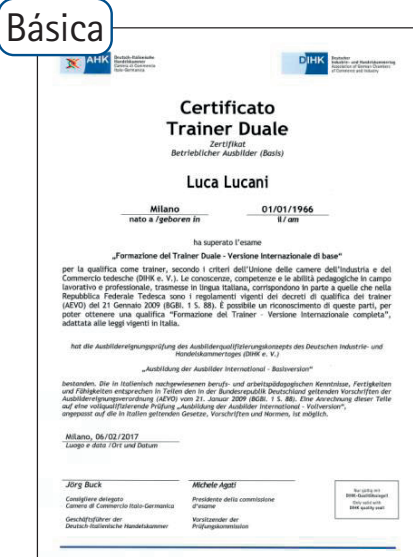 Básica
AHK
Deutsch-Italienische
Handelskammer
Camera di Commercio
Italo-Germanica
DIHK
Deutscher
Industrie- und Handelskammertag
Association of German Chambers
of Commerce and Industry
Certificato
Trainer Duale
Zertifikat
Betrieblicher Ausbilder (Basis)
Luca Lucani
Milano 01/01/1966
nato a /geboren in il/am
ha superato l'esame
„Formazione del Trainer Duale - Versione Internazionale di base"
per la qualifica come trainer, secondo i criteri dell'Unione delle camere dell'Industria e del
Commercio tedesche (DIHK e. V.). Le conoscenze, competenze e le abilità pedagogiche in campo
lavorativo e professionale, trasmesse in lingua italiana, corrispondono in parte a quelle che nella
Repubblica Federale Tedesca sono i regolamenti vigenti dei decreti di qualifica dei trainer
(AEVO) del 21 Gennaio 2009 (BGBl. 1 S. 88). È possibile un riconoscimento di queste parti, per
poter ottenere una qualifica "Formazione del Trainer - Versione Internazionale completa",
adattata alle leggi vigenti in Italia.
hat die Ausbildereignungsprüfung des Ausbilderqualifizierungskonzepts des Deutschen Industrie- und
Handelskammertages (DIHK e. V.)
„Ausbildung der Ausbilder International - Basisversion"
bestanden. Die in italienisch nachgewiesenen berufs- und arbeitspädagogischen Kenntnisse, Fertigkeiten
und Fähigkeiten entsprechen in Teilen den in der Bundesrepublik Deutschland geltenden Vorschriften der
Ausbildereignungsverordnung (AEVO) vom 21. Januar 2009 (BGBl. 1 S. 88). Eine Anrechnung dieser Teile
auf eine vollqualifizierende Prüfung „Ausbildung der Ausbilder International - Vollversion",
angepasst auf die in Italien geltenden Gesetze, Vorschriften und Normen, ist möglich.
Milano, 06/02/2017
Luogo e data /Ort und Datum
Jörg Buck Michele Agati
Consigliere delegato Presidente della commissione
Camera di Commercio Italo-Germanica d'esame
Geschäftsführer der Vorsitzender der
Deutsch-Italienische Handelskammer Prüfungskommission
Nur gültig mit
DIHK-Qualitätssiegel
Only valid with
DIHK quality seal